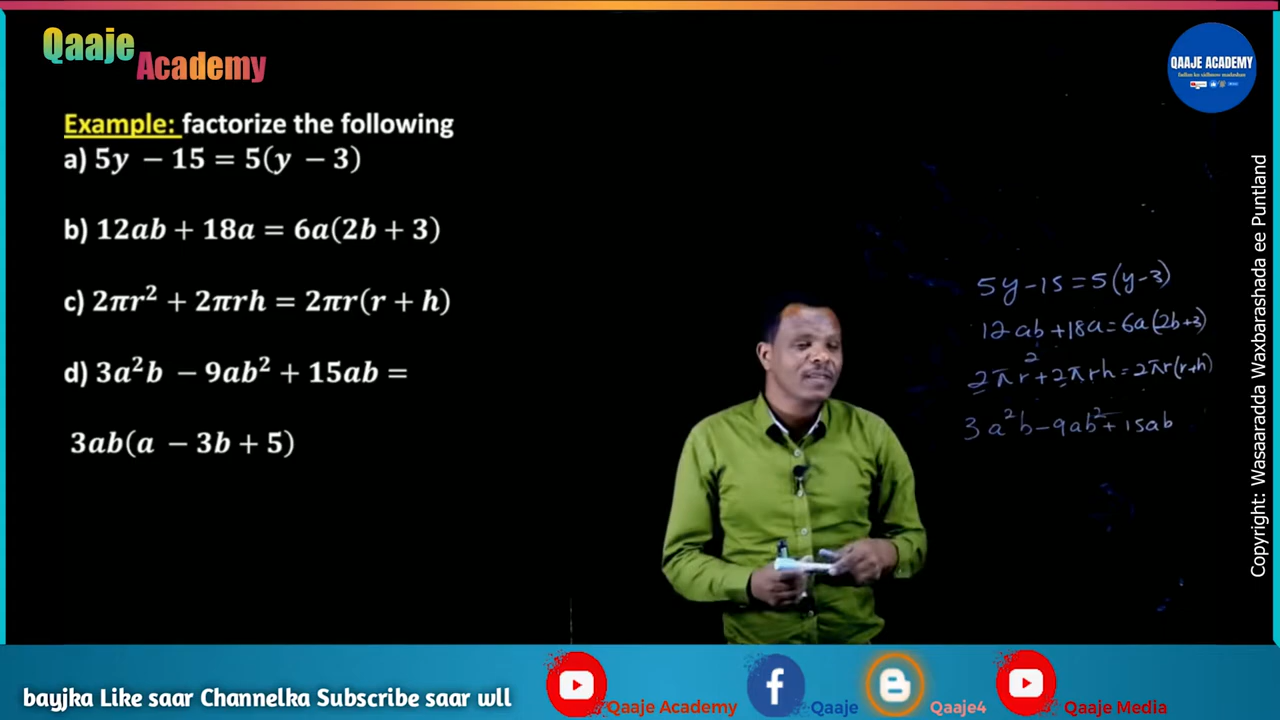 Qaaje
Academy
QAAJE ACADEMY
Example: factorize the following
a) 5y − 15 = 5(y − 3)
b) 12ab + 18a = 6a(2b + 3)
c) 2πr² + 2πrh = 2πr(r + h)
d) 3a²b − 9ab² + 15ab =
3ab(a − 3b + 5)
5y − 15 = 5(y − 3)
12ab + 18a = 6a(2b + 3)
2πr² + 2πrh = 2πr(r + h)
3a²b − 9ab² + 15ab
Copyright: Wasaaradda Waxbarashada ee Puntland
bayjka Like saar Channelka Subscribe saar wll
Qaaje Academy
Qaaje
Qaaje4
Qaaje Media